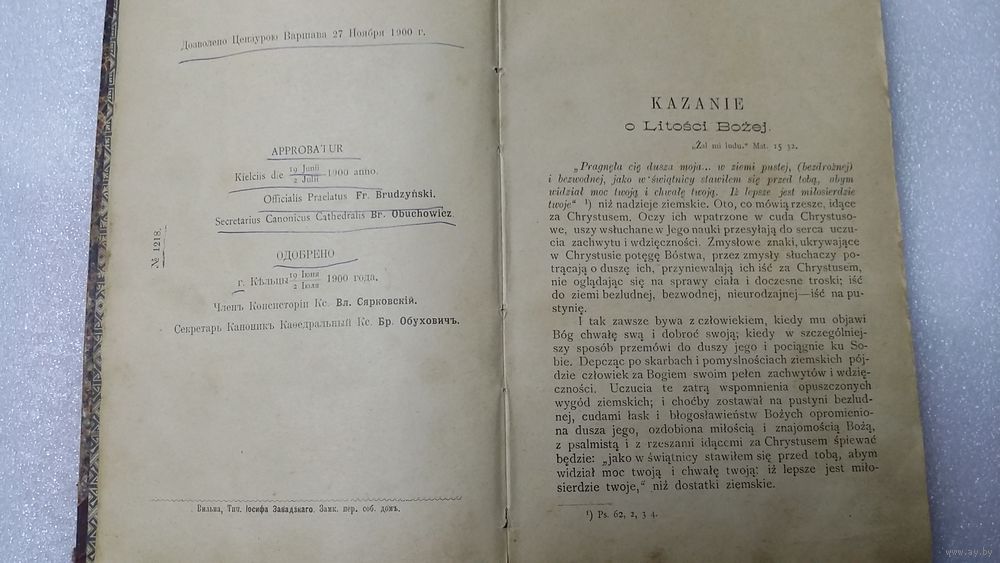 Дозволено Цензурою Варшава 27 Ноября 1900 г.
APPROBATUR
Kielciis die 19 Junii / 2 Julii 1900 anno.
Officialis Praelatus Fr. Brudzyński.
Secretarius Canonicus Cathedralis Br. Obuchowicz.
№ 1218.
ОДОБРЕНО
г. Кѣльцы 19 Іюня / 2 Іюля 1900 года.
Членъ Консисторіи Кс. Вл. Сярковскій.
Секретарь Каноникъ Каѳедральный Кс. Бр. Обуховичъ.
Вильна, Тип. Іосифа Завадзкаго. Замк. пер. соб. домъ.
KAZANIE
o Litości Bożej.
„Żal mi ludu.“ Mat. 15 32.
„Pragnęła cię dusza moja... w ziemi pustej, (bezdrożnej)
i bezwodnej, jako w świątnicy stawiłem się przed tobą, abym
widział moc twoją i chwałę twoją. Iż lepsze jest miłosierdzie
twoje“ ¹) niż nadzieje ziemskie. Oto, co mówią rzesze, idące
za Chrystusem. Oczy ich wpatrzone w cuda Chrystuso-
we, uszy wsłuchane w Jego nauki przesyłają do serca uczu-
cia zachwytu i wdzięczności. Zmysłowe znaki, ukrywające
w Chrystusie potęgę Bóstwa, przez zmysły słuchaczy po-
trącają o duszę ich, przyniewalają ich iść za Chrystusem,
nie oglądając się na sprawy ciała i doczesne troski; iść
do ziemi bezludnej, bezwodnej, nieurodzajnej—iść na pu-
stynię.
I tak zawsze bywa z człowiekiem, kiedy mu objawi
Bóg chwałę swą i dobroć swoją; kiedy w szczególniej-
szy sposób przemówi do duszy jego i pociągnie ku So-
bie. Depcząc po skarbach i pomyslnościach ziemskich pój-
dzie człowiek za Bogiem swoim pełen zachwytów i wdzię-
czności. Uczucia te zatrą wspomnienia opuszczonych
wygód ziemskich; i choćby zostawał na pustyni bezlud-
nej, cudami łask i błogosławieństw Bożych opromienio-
na dusza jego, ozdobiona miłością i znajomością Bożą,
z psalmistą i z rzeszami idącemi za Chrystusem śpiewać
będzie: „jako w świątnicy stawiłem się przed tobą, abym
widział moc twoją i chwałę twoją: iż lepsze jest miło-
sierdzie twoje,“ niż dostatki ziemskie.
¹) Ps. 62, 2, 3 4.
www.ay.by